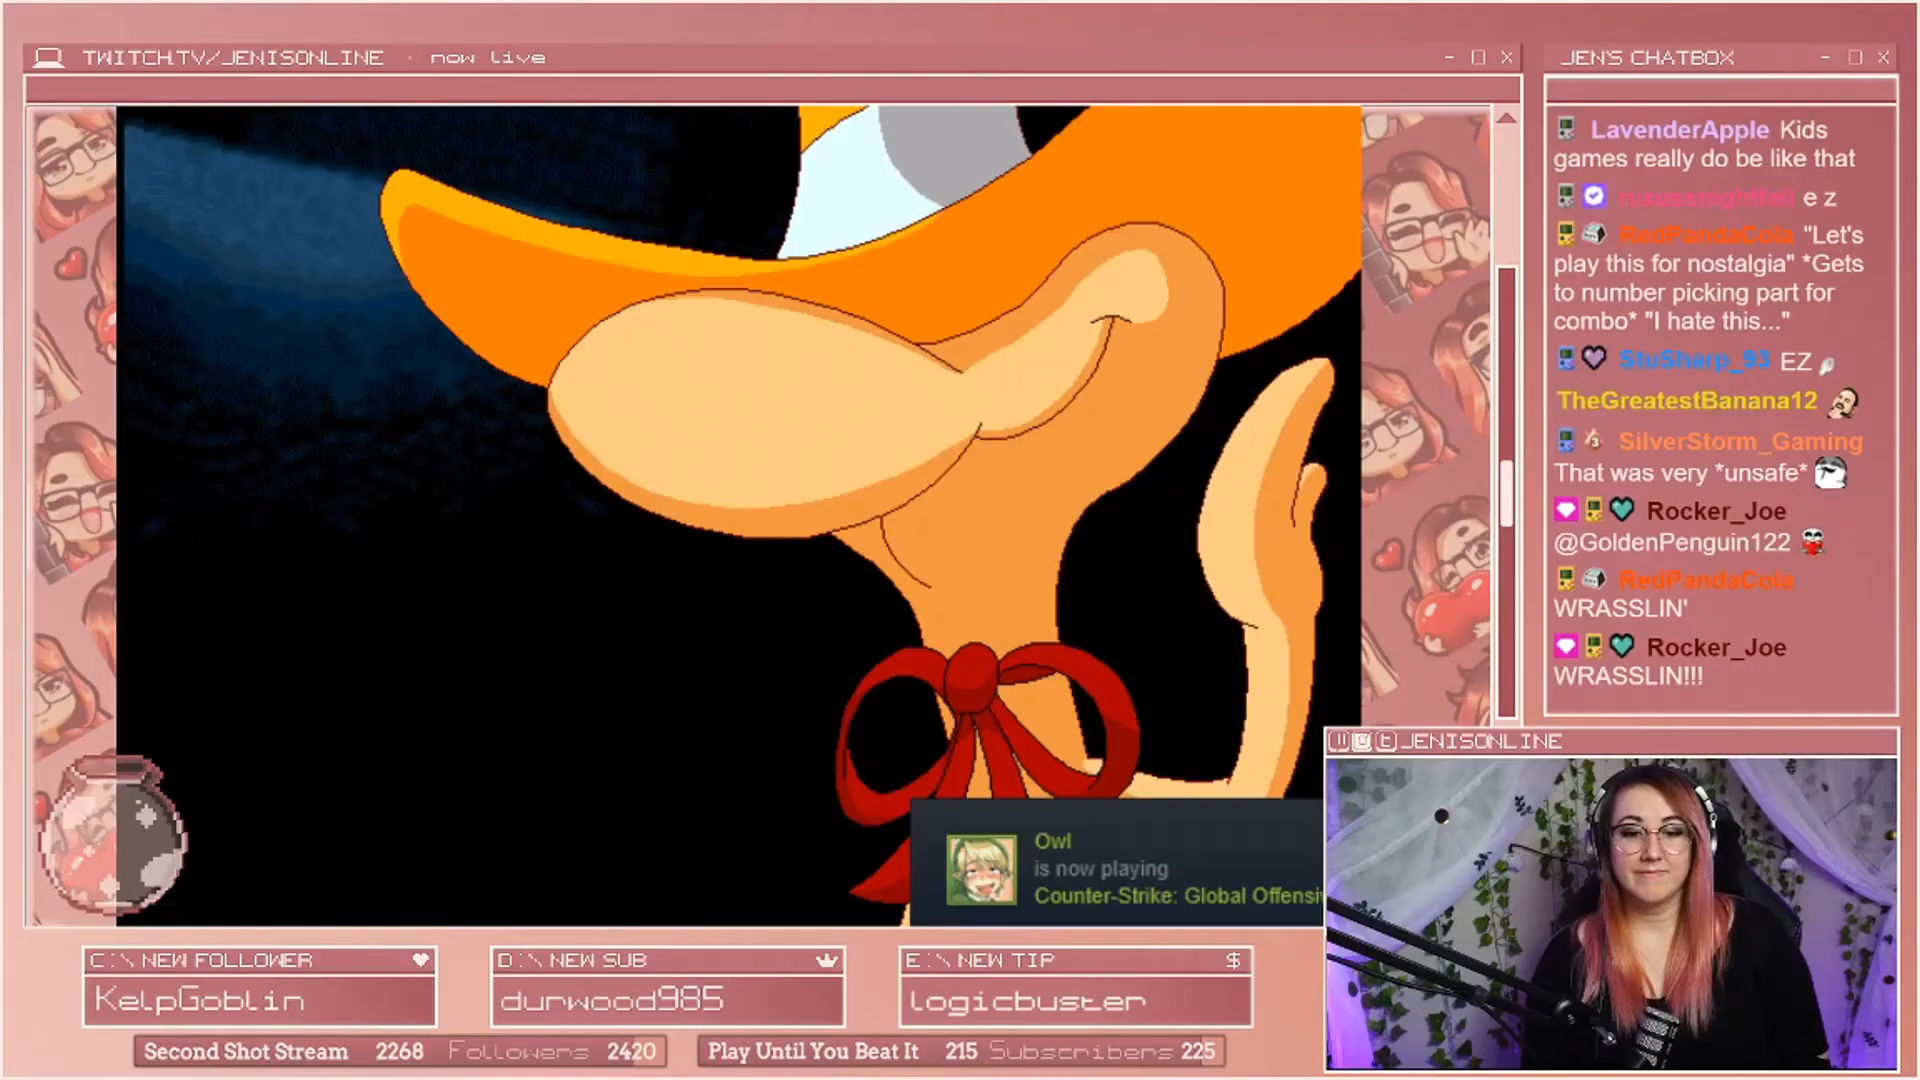 TWITCH.TV/JENISONLINE · now live
JEN'S CHATBOX
LavenderApple Kids
games really do be like that
e z
RedPandaCola "Let's
play this for nostalgia" *Gets
to number picking part for
combo* "I hate this..."
StuSharp_93 EZ
TheGreatestBanana12
SilverStorm_Gaming
That was very *unsafe*
Rocker_Joe
@GoldenPenguin122
RedPandaCola
WRASSLIN'
Rocker_Joe
WRASSLIN!!!
JENISONLINE
Owl
is now playing
Counter-Strike: Global Offensi
C:\ NEW FOLLOWER
KelpGoblin
D:\ NEW SUB
durwood985
E:\ NEW TIP $
logicbuster
Second Shot Stream 2268 Followers 2420
Play Until You Beat It 215 Subscribers 225